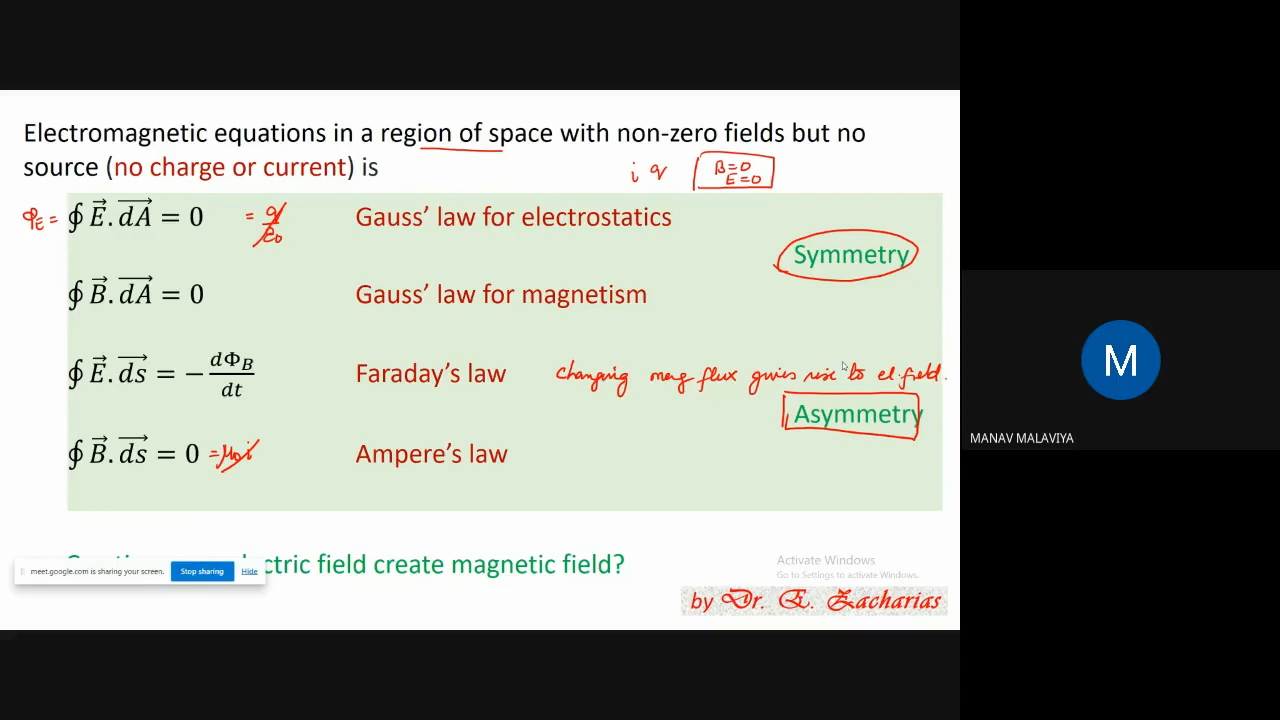 Electromagnetic equations in a region of space with non-zero fields but no
source (no charge or current) is
i q B=0
E=0
Φ_E = ∮ E⃗. dA⃗ = 0 = q/ε₀ Gauss' law for electrostatics
Symmetry
∮ B⃗. dA⃗ = 0 Gauss' law for magnetism
∮ E⃗. ds⃗ = − dΦ_B/dt Faraday's law changing mag flux gives rise to el. field.
Asymmetry
∮ B⃗. ds⃗ = 0 = μ₀i Ampere's law
M
MANAV MALAVIYA
ctric field create magnetic field?
meet.google.com is sharing your screen. Stop sharing Hide
Activate Windows
Go to Settings to activate Windows.
by Dr. E. Zacharias